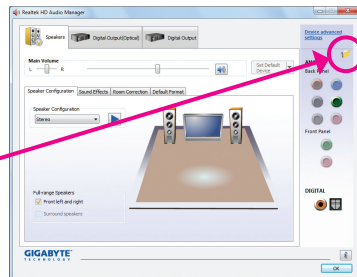 Realtek HD Audio Manager
Speakers
Digital Output(Optical)
Digital Output
Device advanced
settings
Main Volume
L
R
Set Default
Device
Back Panel
Speaker Configuration
Sound Effects
Room Correction
Default Format
Speaker Configuration
Stereo
Front Panel
Full-range Speakers
Front left and right
Surround speakers
DIGITAL
GIGABYTE
TECHNOLOGY
OK